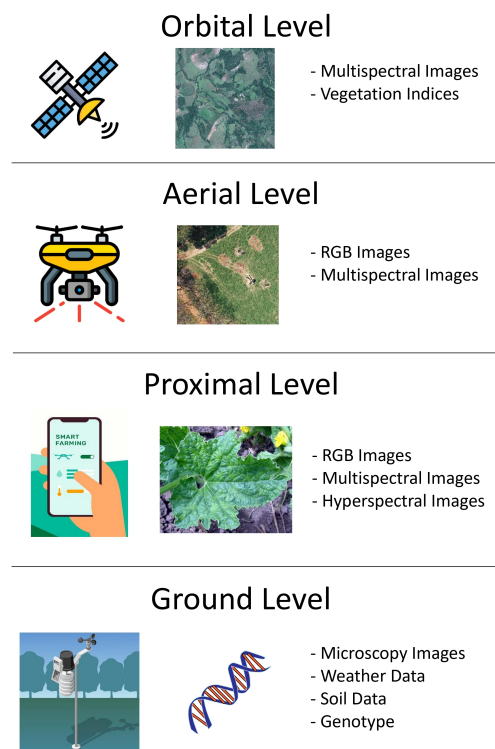 Orbital Level
- Multispectral Images
- Vegetation Indices
Aerial Level
- RGB Images
- Multispectral Images
Proximal Level
SMART
FARMING
- RGB Images
- Multispectral Images
- Hyperspectral Images
Ground Level
- Microscopy Images
- Weather Data
- Soil Data
- Genotype